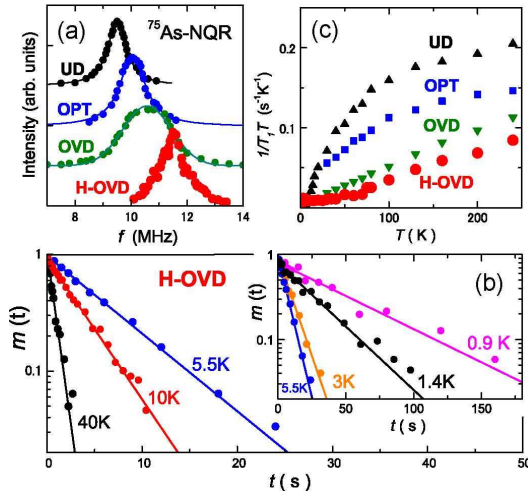 (a)
⁷⁵As-NQR
UD
OPT
OVD
H-OVD
Intensity (arb. units)
8
10
12
14
f (MHz)
(c)
UD
OPT
OVD
H-OVD
1/T₁T (s⁻¹K⁻¹)
0.2
0.1
0
100
200
T (K)
H-OVD
m (t)
1
0.1
40K
10K
5.5K
0
10
20
30
40
50
t (s)
(b)
m (t)
1
0.1
5.5K
3K
1.4K
0.9K
0
50
100
150
t (s)